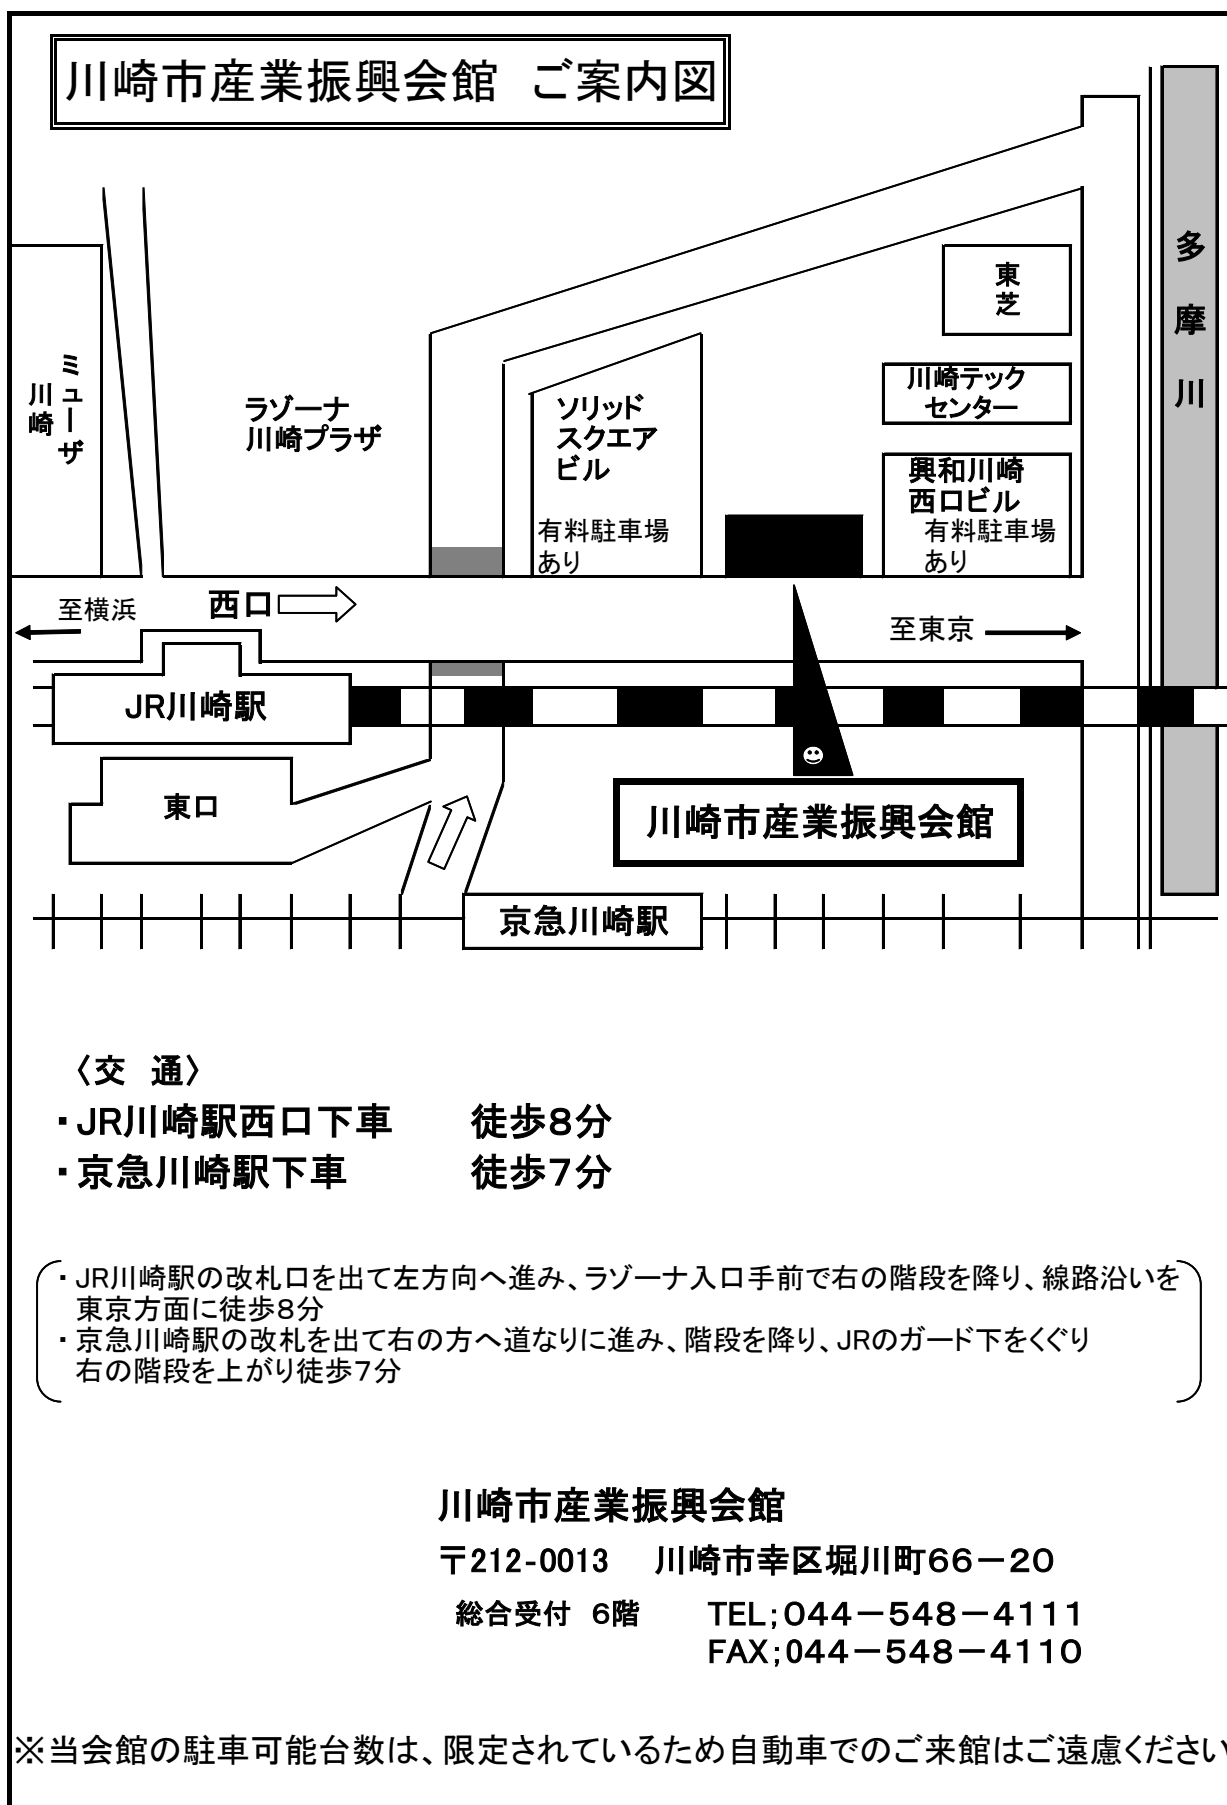 川崎市産業振興会館　ご案内図
多摩川
東芝
ミューザ
川崎
ラゾーナ
川崎プラザ
ソリッド
スクエア
ビル
有料駐車場
あり
川崎テック
センター
興和川崎
西口ビル
有料駐車場
あり
至横浜
西口
至東京
JR川崎駅
東口
川崎市産業振興会館
京急川崎駅
〈交　通〉
・JR川崎駅西口下車　　徒歩8分
・京急川崎駅下車　　　徒歩7分
・JR川崎駅の改札口を出て左方向へ進み、ラゾーナ入口手前で右の階段を降り、線路沿いを
東京方面に徒歩8分
・京急川崎駅の改札を出て右の方へ道なりに進み、階段を降り、JRのガード下をくぐり
右の階段を上がり徒歩7分
川崎市産業振興会館
〒212-0013　川崎市幸区堀川町66－20
総合受付　6階　　TEL;044－548－4111
FAX;044－548－4110
※当会館の駐車可能台数は、限定されているため自動車でのご来館はご遠慮ください